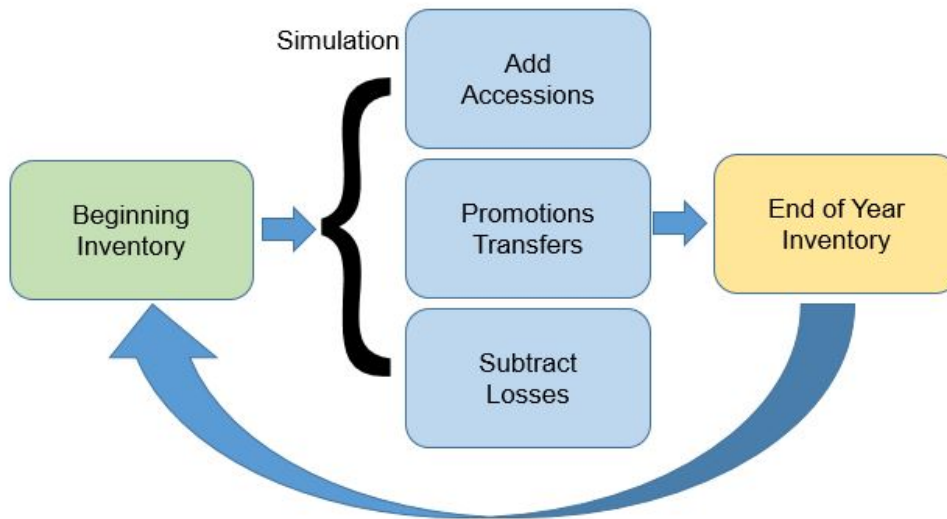 Simulation
Add
Accessions
Beginning
Inventory
Promotions
Transfers
End of Year
Inventory
Subtract
Losses